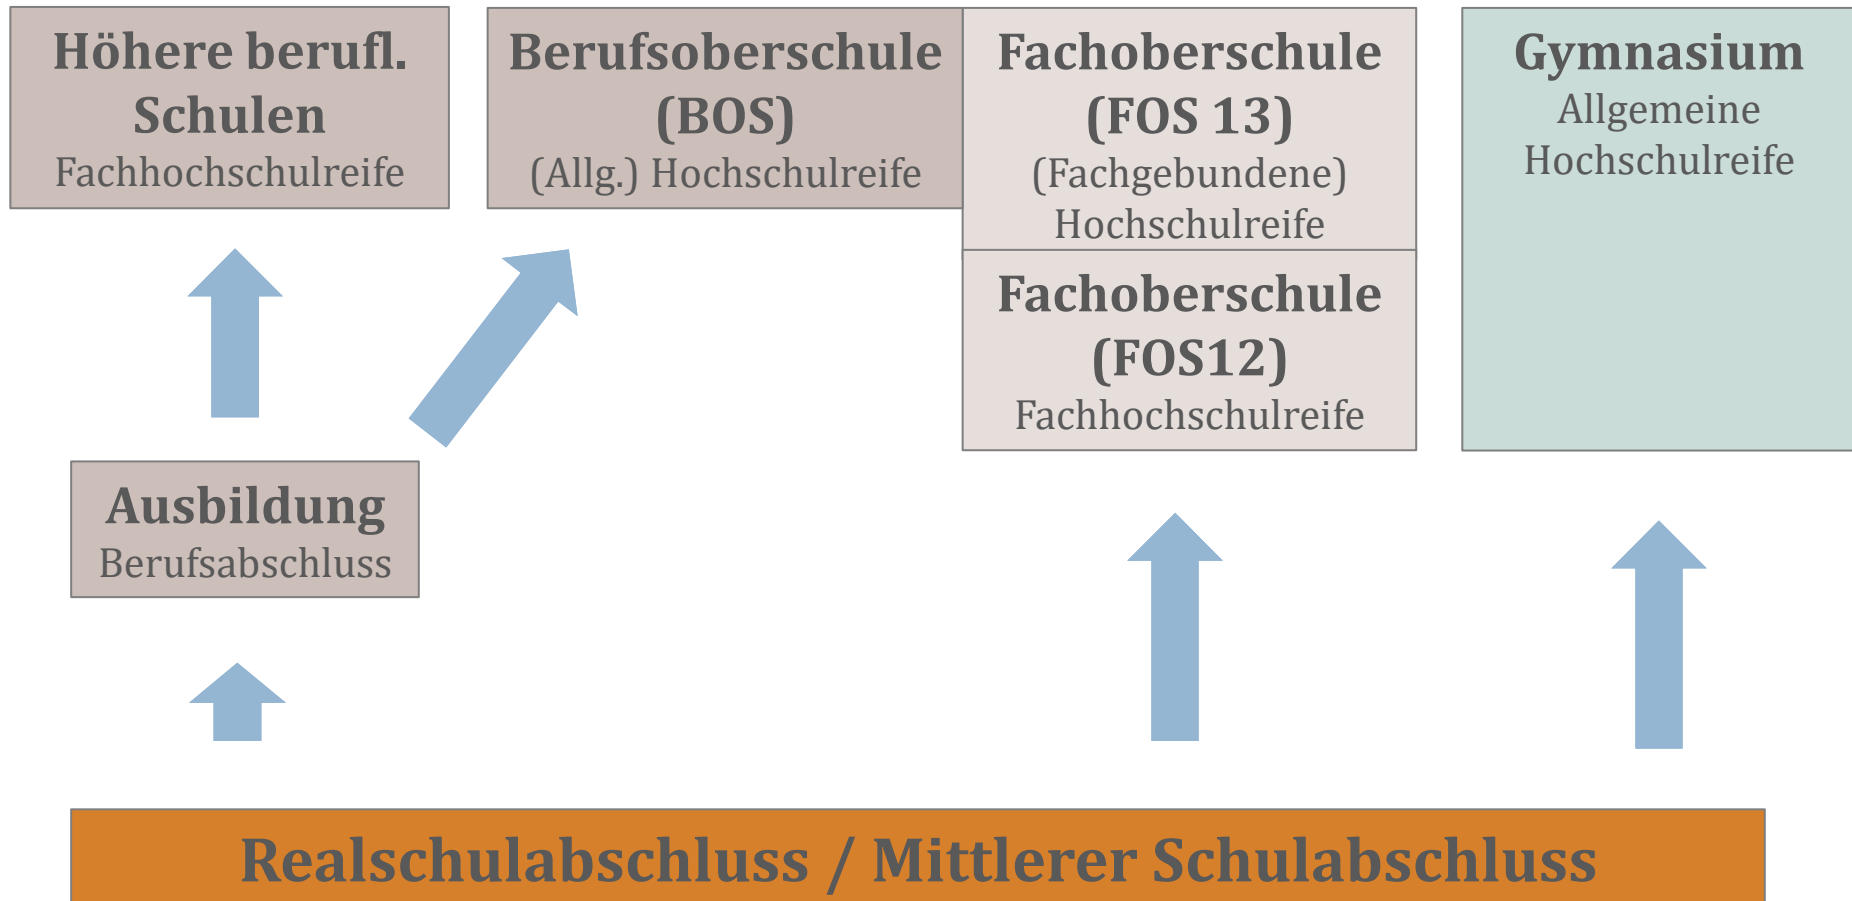 Höhere berufl.
Schulen
Fachhochschulreife
Berufsoberschule
(BOS)
(Allg.) Hochschulreife
Fachoberschule
(FOS 13)
(Fachgebundene)
Hochschulreife
Fachoberschule
(FOS12)
Fachhochschulreife
Gymnasium
Allgemeine
Hochschulreife
Ausbildung
Berufsabschluss
Realschulabschluss / Mittlerer Schulabschluss